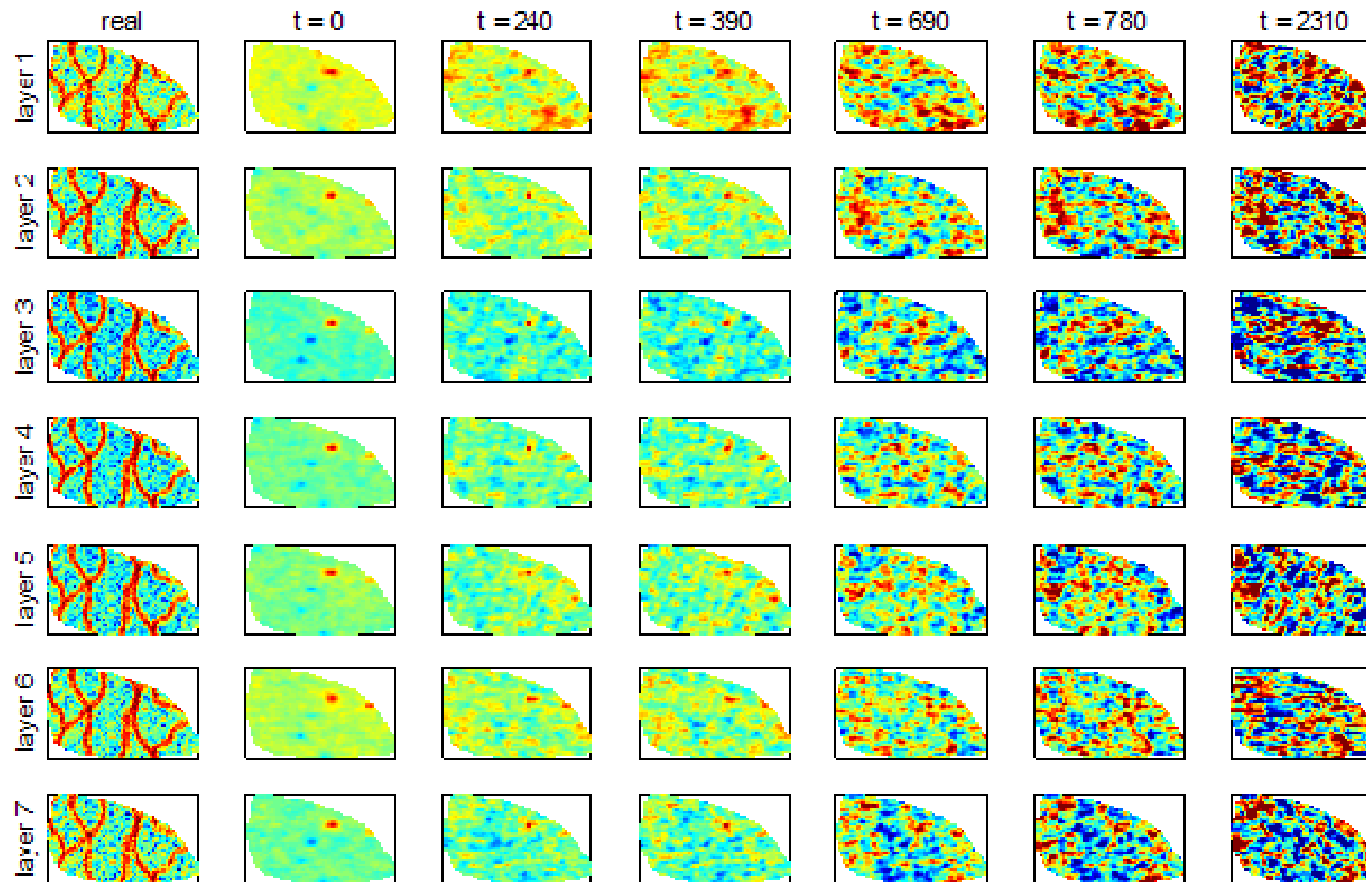 real t = 0 t = 240 t = 390 t = 690 t = 780 t = 2310
layer 1
layer 2
layer 3
layer 4
layer 5
layer 6
layer 7